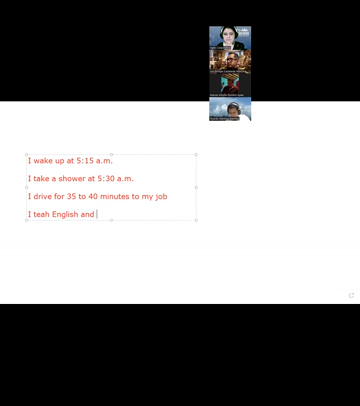 I wake up at 5:15 a.m.
I take a shower at 5:30 a.m.
I drive for 35 to 40 minutes to my job
I teah English and